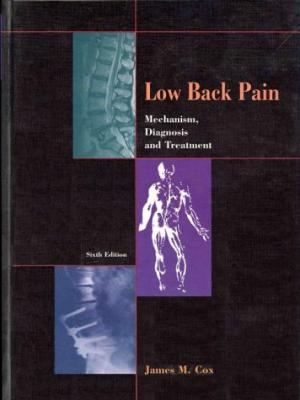 Low Back Pain
Mechanism,
Diagnosis
and Treatment
Sixth Edition
James M. Cox